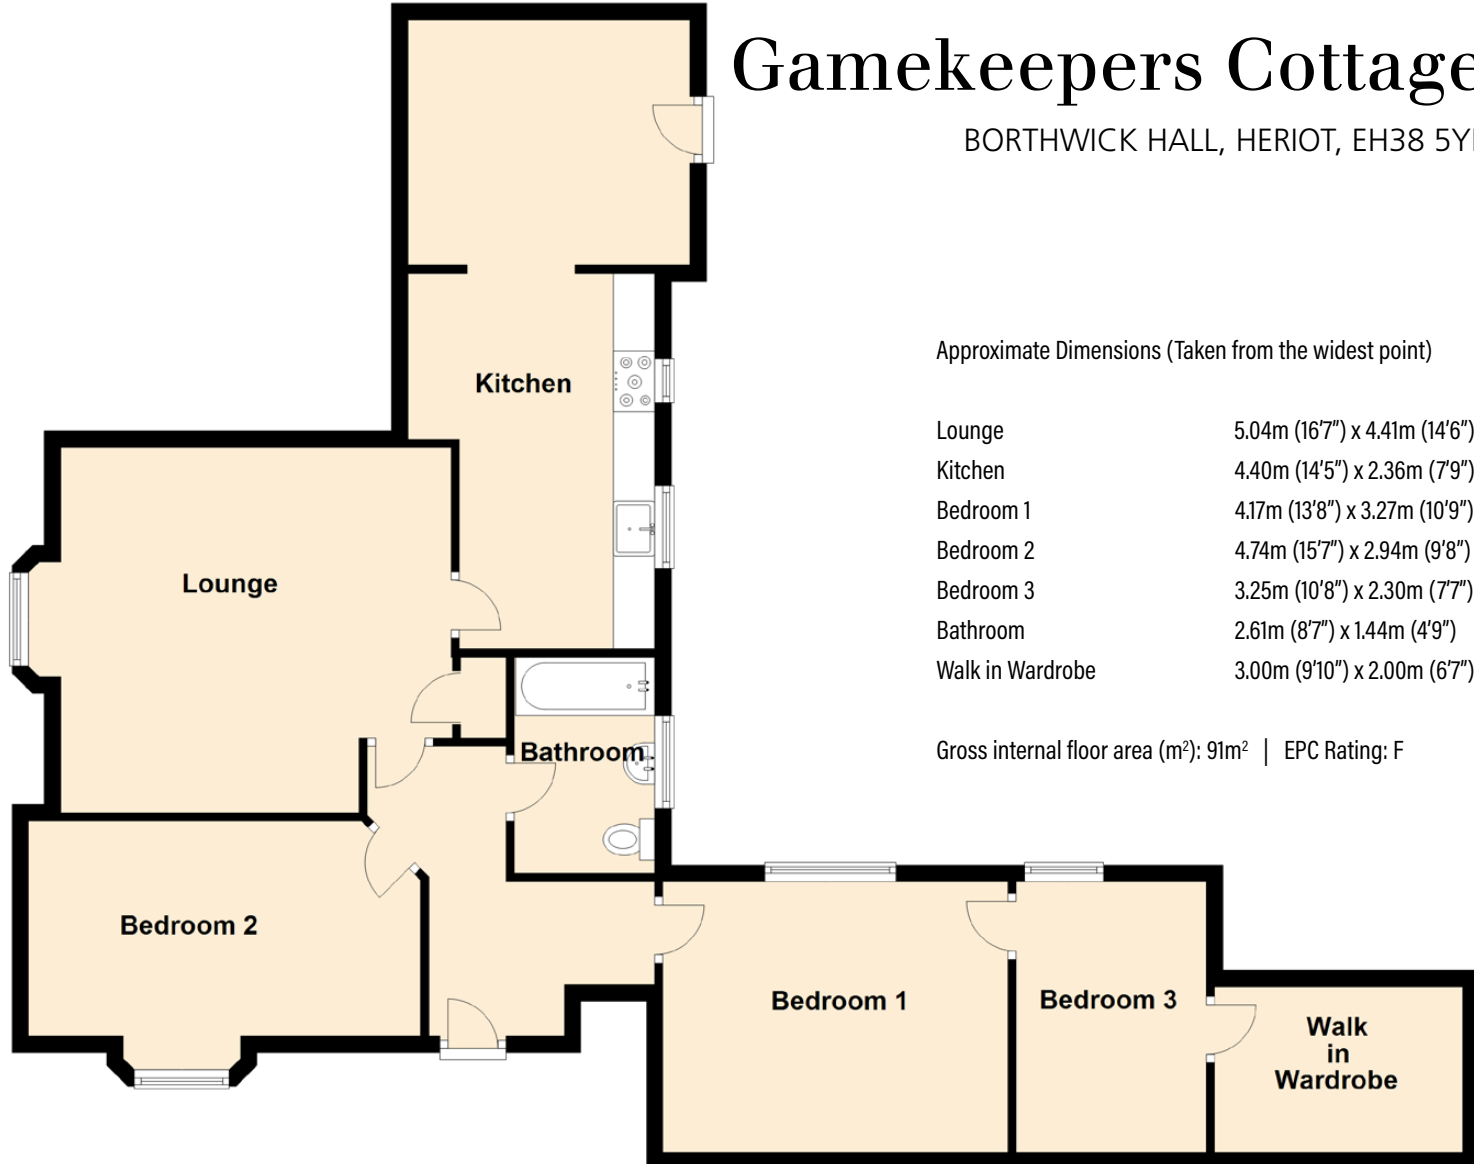 Gamekeepers Cottage
BORTHWICK HALL, HERIOT, EH38
Kitchen
Approximate Dimensions (Taken from the widest point)
Lounge 5.04m (16'7") x 4.41m (14'6")
Kitchen 4.40m (14'5") x 2.36m (7'9")
Bedroom 1 4.17m (13'8") x 3.27m (10'9")
Bedroom 2 4.74m (15'7") x 2.94m (9'8")
Bedroom 3 3.25m (10'8") x 2.30m (7'7")
Bathroom 2.61m (8'7") x 1.44m (4'9")
Walk in Wardrobe 3.00m (9'10") x 2.00m (6'7")
Gross internal floor area (m²): 91m² | EPC Rating: F
Lounge
Bathroom
Bedroom 2
Bedroom 1
Bedroom 3
Walk
in
Wardrobe